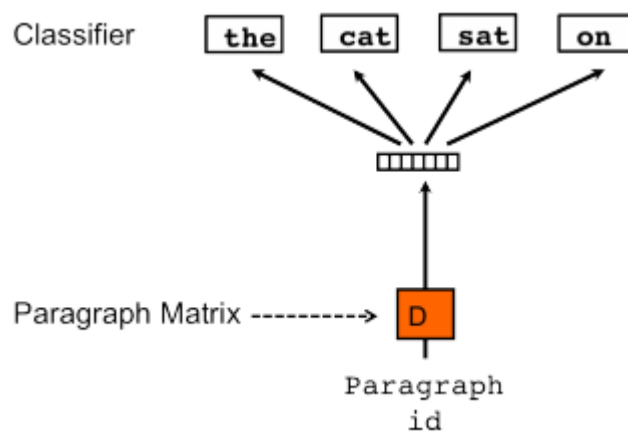 Classifier the cat sat on
Paragraph Matrix D
Paragraph
id